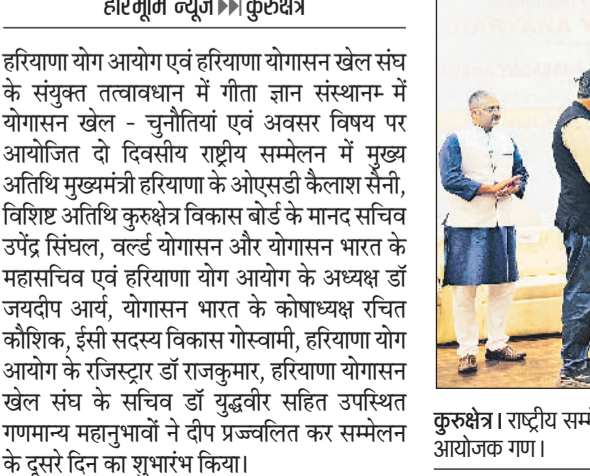 हरिभूमि न्यूज ▶▶ कुरुक्षेत्र
हरियाणा योग आयोग एवं हरियाणा योगासन खेल संघ
के संयुक्त तत्वावधान में गीता ज्ञान संस्थानम् में
योगासन खेल - चुनौतियां एवं अवसर विषय पर
आयोजित दो दिवसीय राष्ट्रीय सम्मेलन में मुख्य
अतिथि मुख्यमंत्री हरियाणा के ओएसडी कैलाश सैनी,
विशिष्ट अतिथि कुरुक्षेत्र विकास बोर्ड के मानद सचिव
उपेंद्र सिंघल, वर्ल्ड योगासन और योगासन भारत के
महासचिव एवं हरियाणा योग आयोग के अध्यक्ष डॉ
जयदीप आर्य, योगासन भारत के कोषाध्यक्ष रचित
कौशिक, ईसी सदस्य विकास गोस्वामी, हरियाणा योग
आयोग के रजिस्ट्रार डॉ राजकुमार, हरियाणा योगासन
खेल संघ के सचिव डॉ युद्धवीर सहित उपस्थित
गणमान्य महानुभावों ने दीप प्रज्ज्वलित कर सम्मेलन
के दूसरे दिन का शुभारंभ किया।
कुरुक्षेत्र। राष्ट्रीय
आयोजक गण।